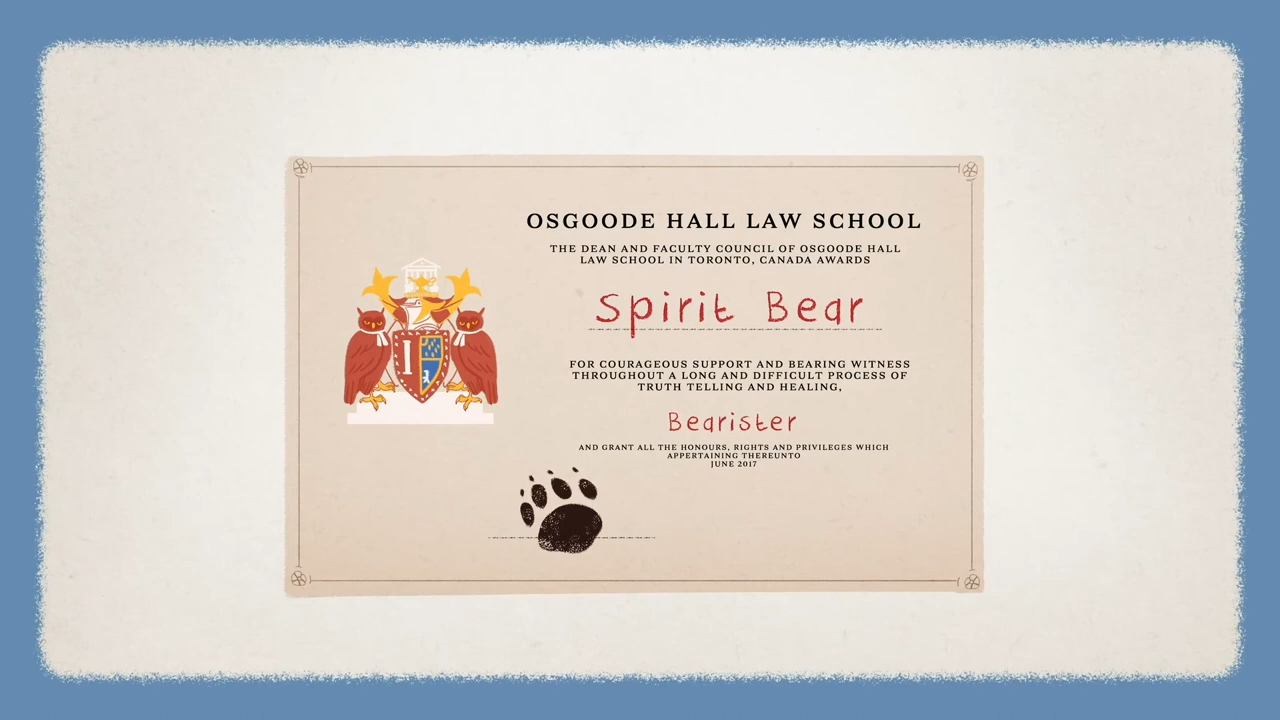 OSGOODE HALL LAW SCHOOL
THE DEAN AND FACULTY COUNCIL OF OSGOODE HALL
LAW SCHOOL IN TORONTO, CANADA AWARDS
Spirit Bear
FOR COURAGEOUS SUPPORT AND BEARING WITNESS
THROUGHOUT A LONG AND DIFFICULT PROCESS OF
TRUTH TELLING AND HEALING,
Bearister
AND GRANT ALL THE HONOURS, RIGHTS AND PRIVILEGES WHICH
APPERTAINING THEREUNTO
JUNE 2017